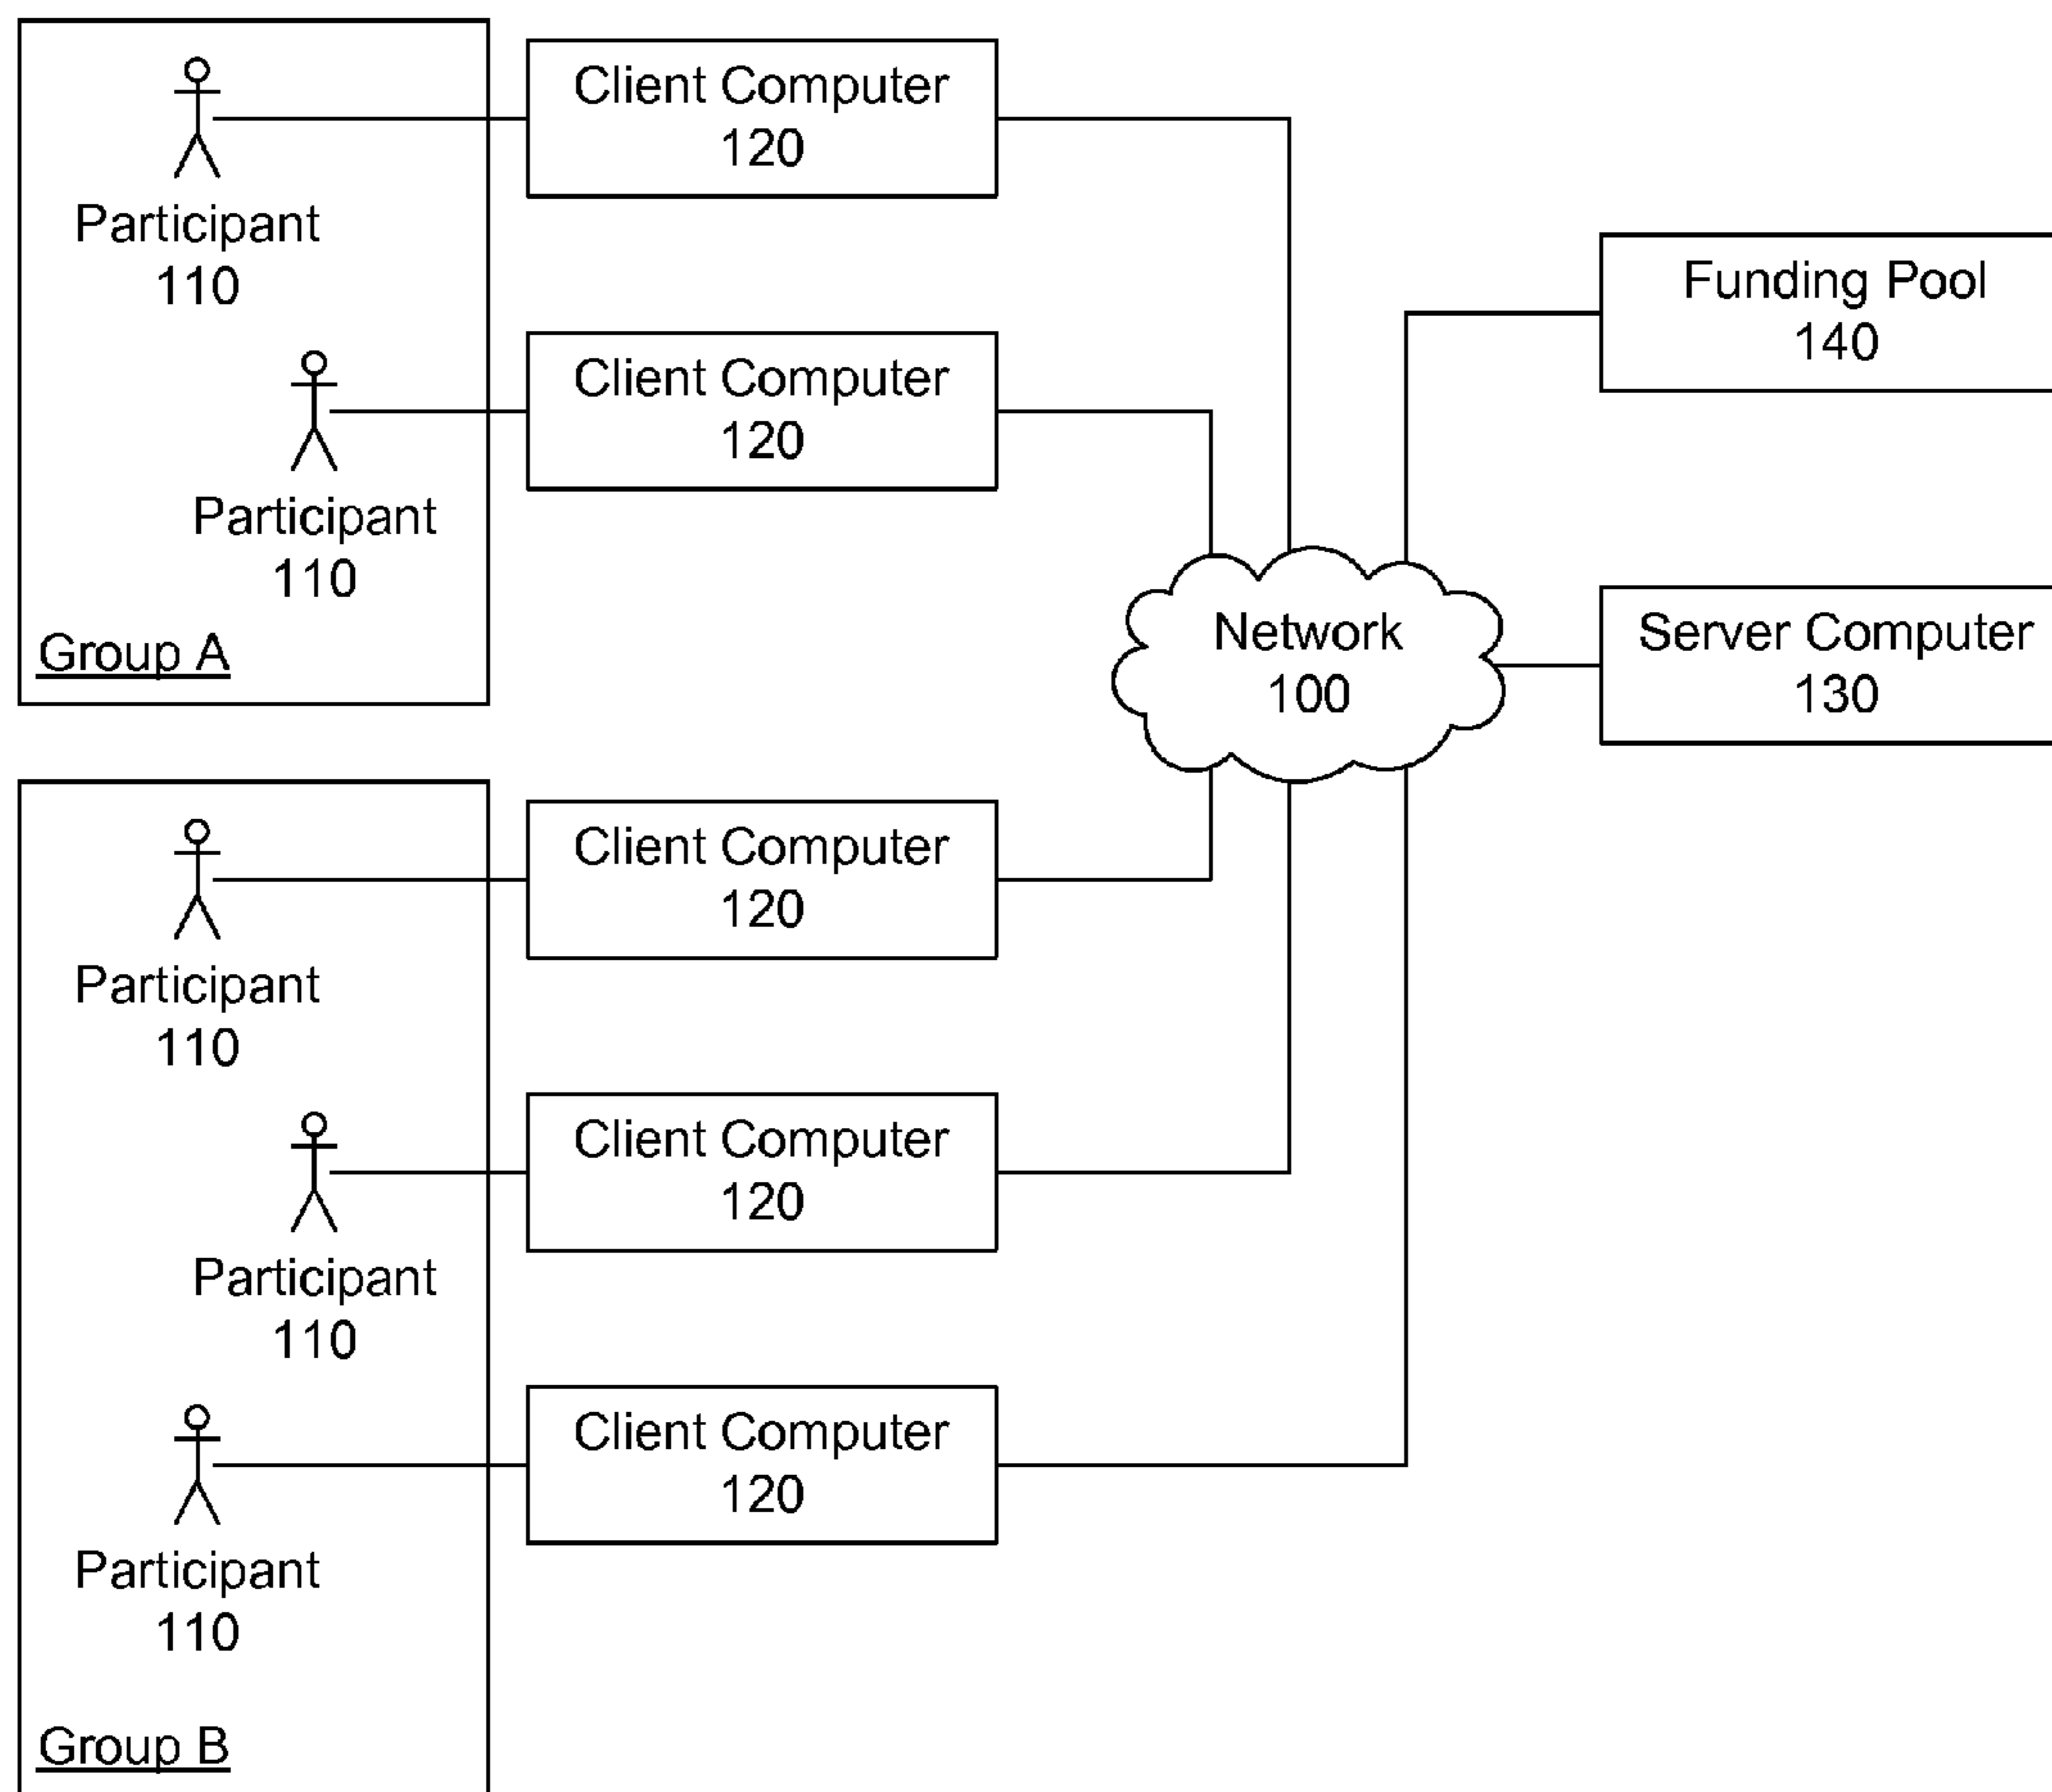 Participant
110
Client Computer
120
Participant
110
Client Computer
120
Group A
Funding Pool
140
Network
100
Server Computer
130
Participant
110
Client Computer
120
Participant
110
Client Computer
120
Participant
110
Client Computer
120
Group B